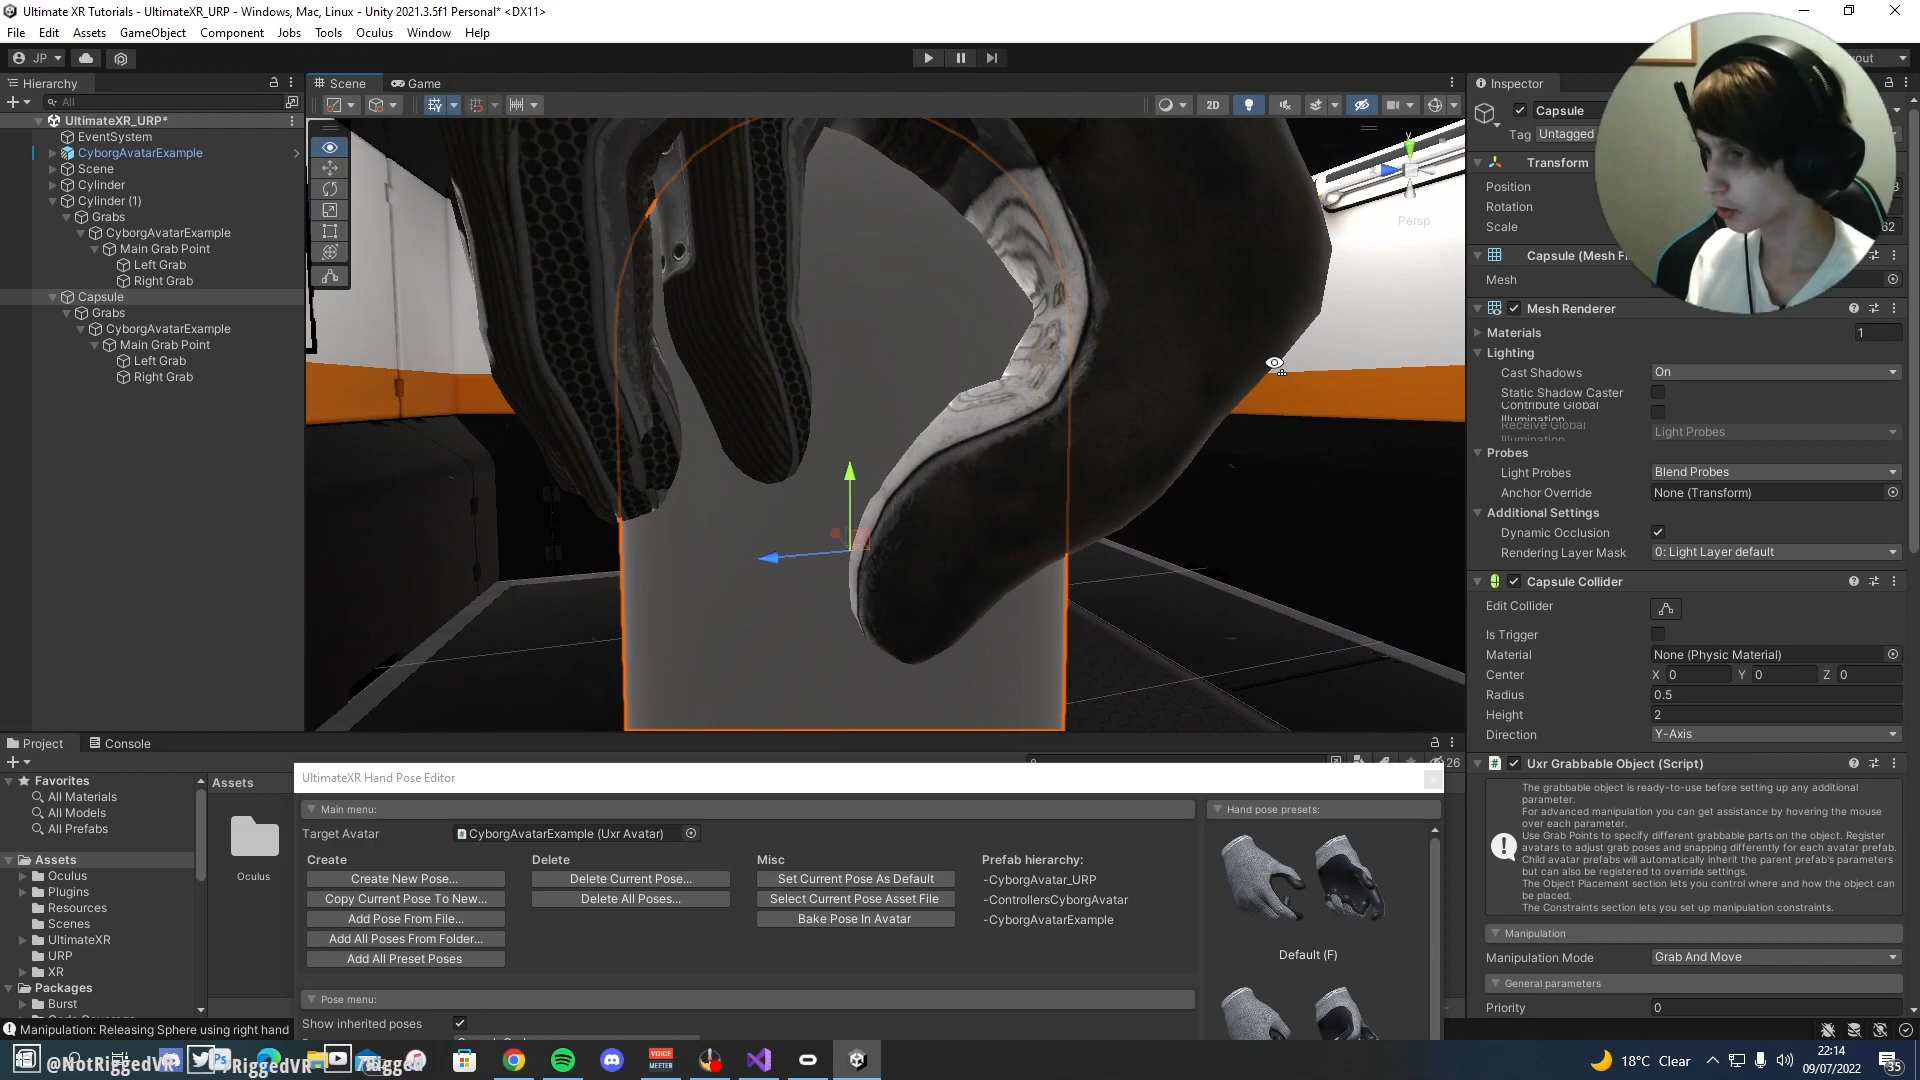 Ultimate XR Tutorials - UltimateXR_URP - Windows, Mac, Linux - Unity 2021.3.5f1 Personal* <DX11>
File Edit Assets GameObject Component Jobs Tools Oculus Window Help
JP
Hierarchy
All
UltimateXR_URP*
EventSystem
CyborgAvatarExample
Scene
Cylinder
Cylinder (1)
Grabs
CyborgAvatarExample
Main Grab Point
Left Grab
Right Grab
Capsule
Grabs
CyborgAvatarExample
Main Grab Point
Left Grab
Right Grab
Scene Game
2D
y
Persp
Inspector
Capsule
Tag Untagged
Transform
Position
Rotation
Scale 62
Capsule (Mesh Fi
Mesh
Mesh Renderer
Materials 1
Lighting
Cast Shadows On
Static Shadow Caster
Contribute Global
Illumination
Receive Global
Illumination Light Probes
Probes
Light Probes Blend Probes
Anchor Override None (Transform)
Additional Settings
Dynamic Occlusion
Rendering Layer Mask 0: Light Layer default
Capsule Collider
Edit Collider
Is Trigger
Material None (Physic Material)
Center X 0 Y 0 Z 0
Radius 0.5
Height 2
Direction Y-Axis
Uxr Grabbable Object (Script)
The grabbable object is ready-to-use before setting up any additional
parameter.
For advanced manipulation you can get assistance by hovering the mouse
over each parameter.
Use Grab Points to specify different grabbable parts on the object. Register
avatars to adjust grab poses and snapping differently for each avatar prefab.
Child avatar prefabs will automatically inherit the parent prefab's parameters
but can also be registered to override settings.
The Object Placement section lets you control where and how the object can
be placed.
The Constraints section lets you set up manipulation constraints.
Manipulation
Manipulation Mode Grab And Move
General parameters
Priority 0
Project Console
26
Favorites
All Materials
All Models
All Prefabs
Assets
Oculus
Plugins
Resources
Scenes
UltimateXR
URP
XR
Packages
Burst
Assets
Oculus
UltimateXR Hand Pose Editor
Main menu:
Target Avatar CyborgAvatarExample (Uxr Avatar)
Create Delete Misc Prefab hierarchy:
Create New Pose... Delete Current Pose... Set Current Pose As Default -CyborgAvatar_URP
Copy Current Pose To New... Delete All Poses... Select Current Pose Asset File -ControllersCyborgAvatar
Add Pose From File... Bake Pose In Avatar -CyborgAvatarExample
Add All Poses From Folder...
Add All Preset Poses
Pose menu:
Show inherited poses
Hand pose presets:
Default (F)
Manipulation: Releasing Sphere using right hand
@NotRiggedVR /RiggedVR /Rigged
VOICE
MEETER
18°C Clear
22:14
09/07/2022
35